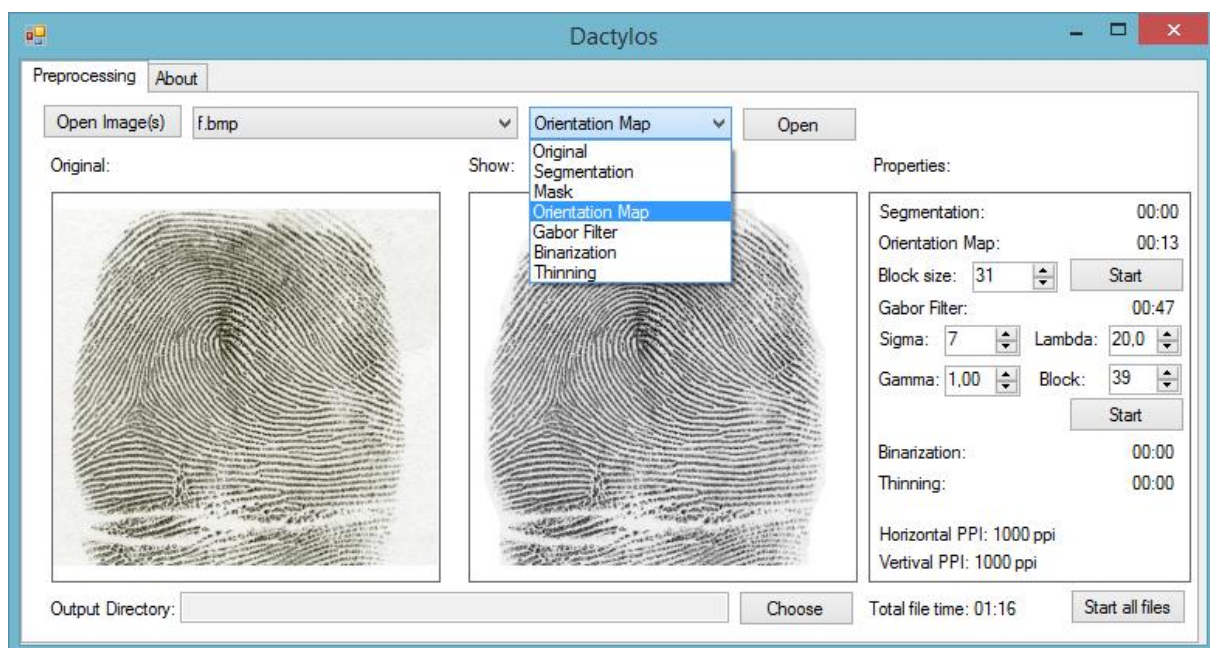 Dactylos
Preprocessing About
Open Image(s) f.bmp Orientation Map Open
Original: Show: Properties:
Original
Segmentation
Mask
Orientation Map
Gabor Filter
Binarization
Thinning
Segmentation: 00:00
Orientation Map: 00:13
Block size: 31 Start
Gabor Filter: 00:47
Sigma: 7 Lambda: 20,0
Gamma: 1,00 Block: 39
Start
Binarization: 00:00
Thinning: 00:00
Horizontal PPI: 1000 ppi
Vertival PPI: 1000 ppi
Output Directory: Choose Total file time: 01:16 Start all files